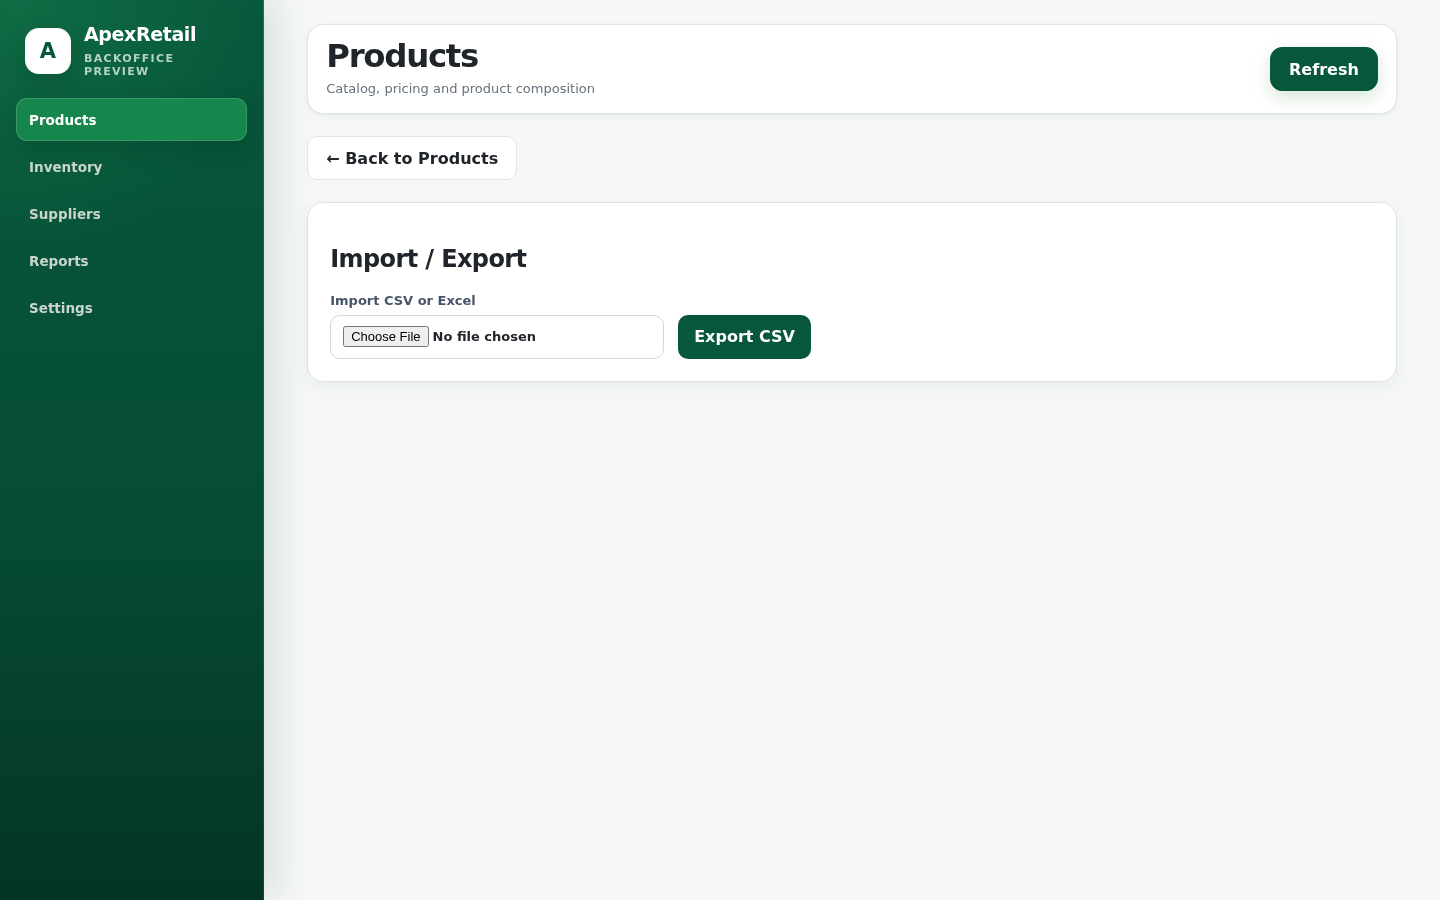 A
ApexRetail
BACKOFFICE
PREVIEW
Products
Inventory
Suppliers
Reports
Settings
Products
Catalog, pricing and product composition
Refresh
← Back to Products
Import / Export
Import CSV or Excel
Choose File No file chosen
Export CSV